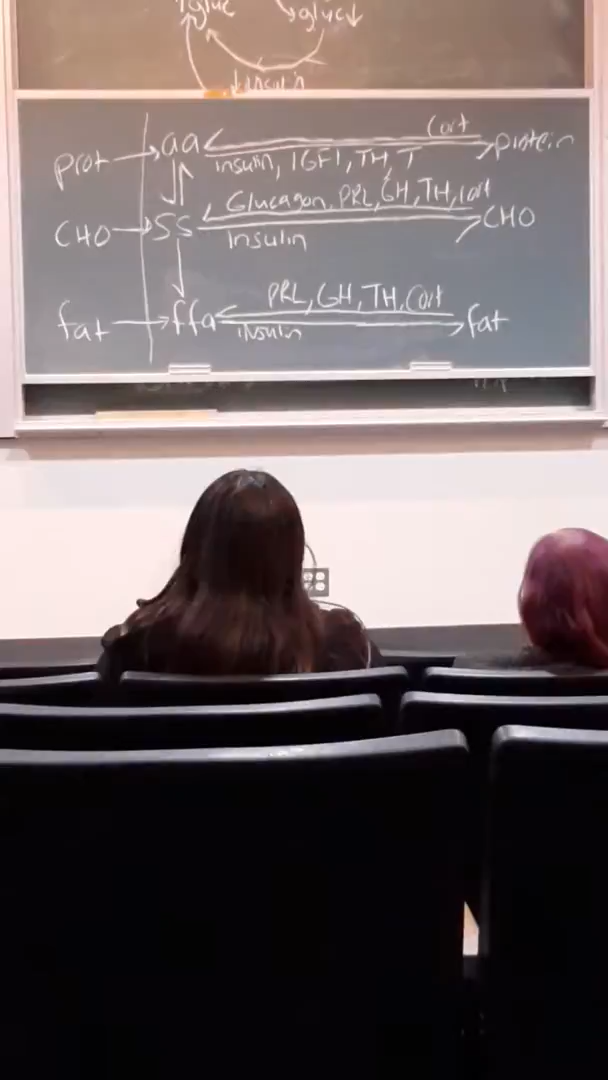 gluc↓
insulin
cort
prot → aa ⇄ protein
insulin, IGF1, TH, T
Glucagon, PRL, GH, TH, cort
CHO → SS ⇄ CHO
Insulin
PRL, GH, TH, Cort
fat → ffa ⇄ fat
insulin